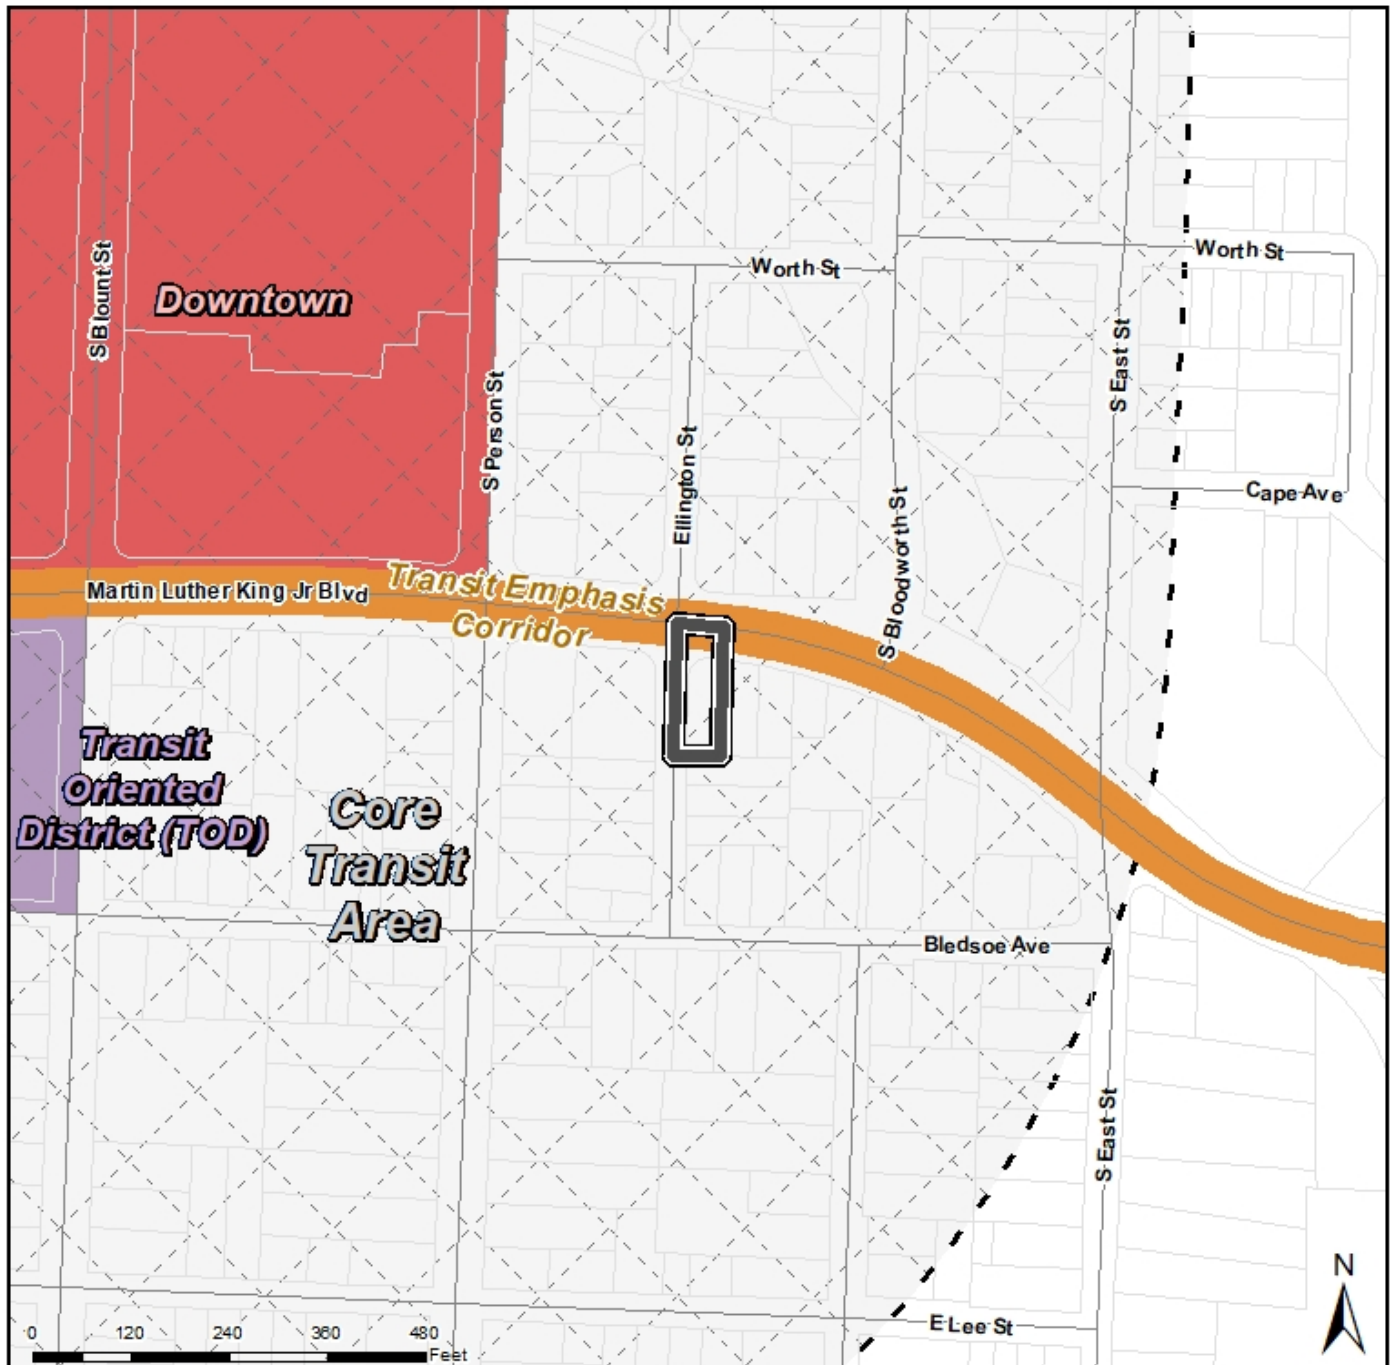 Worth St
Worth St
S Blount St
Downtown
S East St
S Person St
Ellington St
Cape Ave
S Bloodworth St
Martin Luther King Jr Blvd
Transit Emphasis
Corridor
Transit
Oriented
District (TOD)
Core
Transit
Area
Bledsoe Ave
S East St
N
E Lee St
0 120 240 360 480
Feet